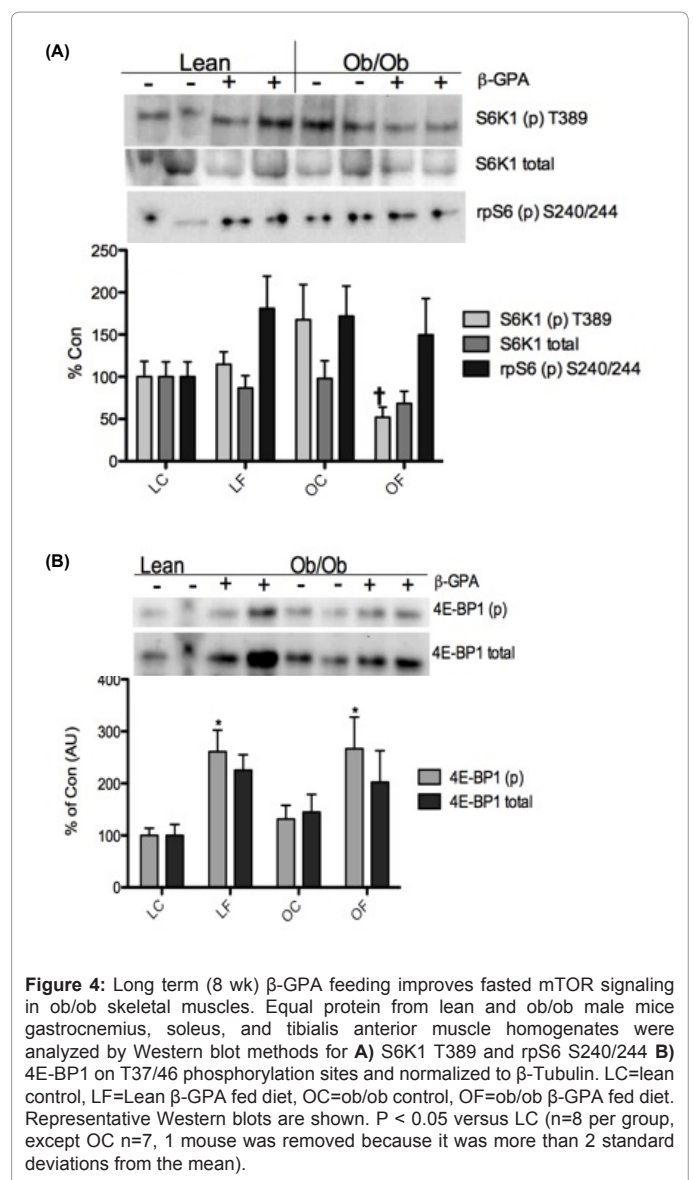 (A)
Lean Ob/Ob
- - + + - - + + β-GPA
S6K1 (p) T389
S6K1 total
rpS6 (p) S240/244
250
200
150
100
50
0
% Con
†
S6K1 (p) T389
S6K1 total
rpS6 (p) S240/244
LC LF OC OF
(B)
Lean Ob/Ob
- - + + - - + + β-GPA
4E-BP1 (p)
4E-BP1 total
400
300
200
100
0
% of Con (AU)
* *
4E-BP1 (p)
4E-BP1 total
LC LF OC OF
Figure 4: Long term (8 wk) β-GPA feeding improves fasted mTOR signaling
in ob/ob skeletal muscles. Equal protein from lean and ob/ob male mice
gastrocnemius, soleus, and tibialis anterior muscle homogenates were
analyzed by Western blot methods for A) S6K1 T389 and rpS6 S240/244 B)
4E-BP1 on T37/46 phosphorylation sites and normalized to β-Tubulin. LC=lean
control, LF=Lean β-GPA fed diet, OC=ob/ob control, OF=ob/ob β-GPA fed diet.
Representative Western blots are shown. P < 0.05 versus LC (n=8 per group,
except OC n=7, 1 mouse was removed because it was more than 2 standard
deviations from the mean).